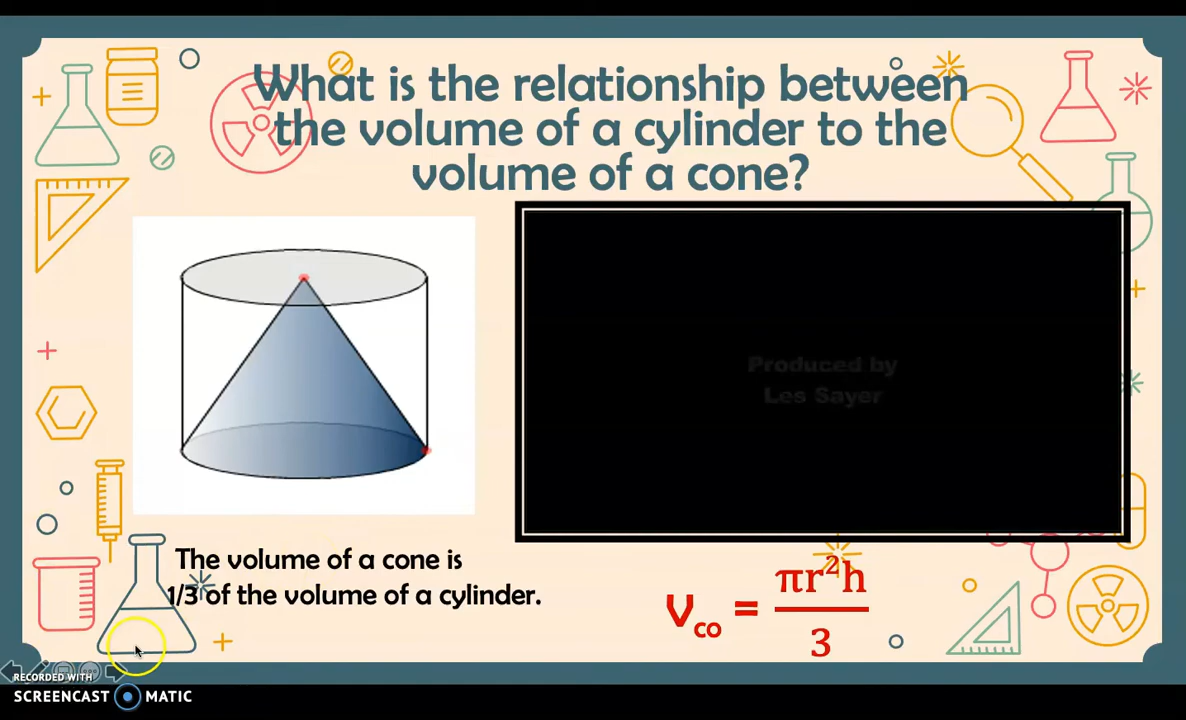 What is the relationship between
the volume of a cylinder to the
volume of a cone?
Produced by
Les Sayer
The volume of a cone is
1/3 of the volume of a cylinder.
Vco = πr²h
3
RECORDED WITH
SCREENCAST MATIC